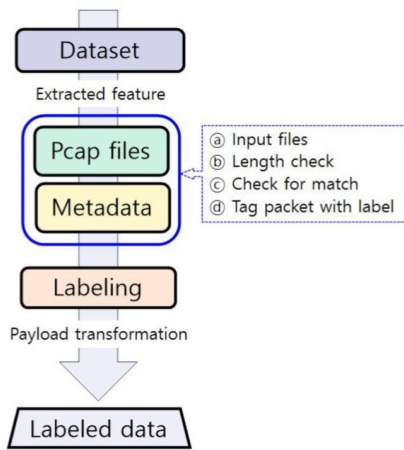 Dataset
Extracted feature
Pcap files
Metadata
ⓐ Input files
ⓑ Length check
ⓒ Check for match
ⓓ Tag packet with label
Labeling
Payload transformation
Labeled data